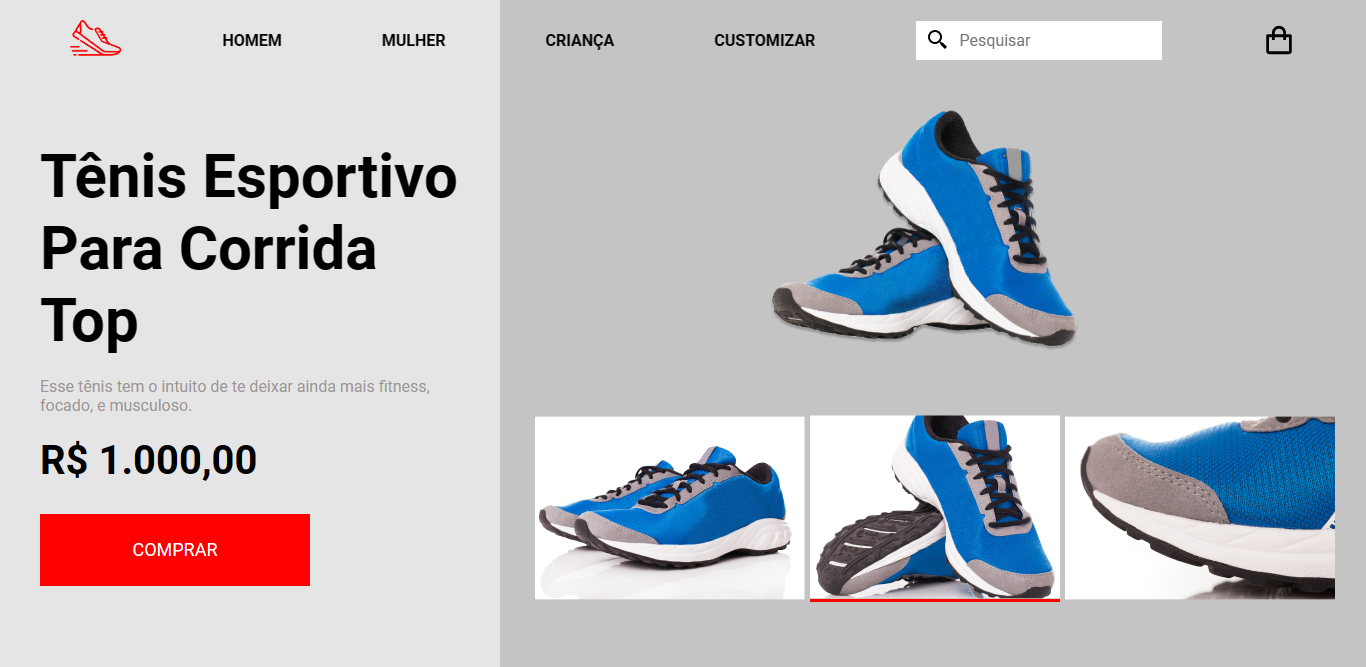 HOMEM
MULHER
CRIANÇA
CUSTOMIZAR
Pesquisar
Tênis Esportivo
Para Corrida
Top
Esse tênis tem o intuito de te deixar ainda mais fitness,
focado, e musculoso.
R$ 1.000,00
COMPRAR